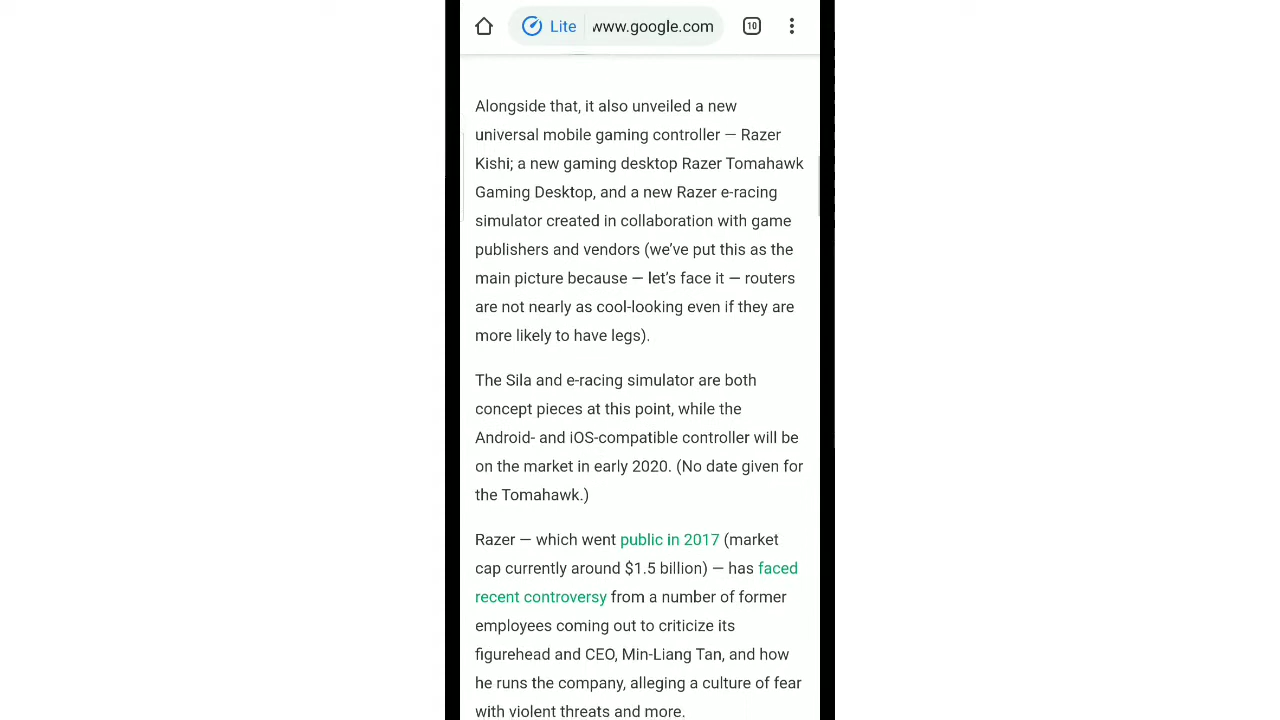 Lite www.google.com 10
Alongside that, it also unveiled a new
universal mobile gaming controller — Razer
Kishi; a new gaming desktop Razer Tomahawk
Gaming Desktop, and a new Razer e-racing
simulator created in collaboration with game
publishers and vendors (we’ve put this as the
main picture because — let’s face it — routers
are not nearly as cool-looking even if they are
more likely to have legs).
The Sila and e-racing simulator are both
concept pieces at this point, while the
Android- and iOS-compatible controller will be
on the market in early 2020. (No date given for
the Tomahawk.)
Razer — which went public in 2017 (market
cap currently around $1.5 billion) — has faced
recent controversy from a number of former
employees coming out to criticize its
figurehead and CEO, Min-Liang Tan, and how
he runs the company, alleging a culture of fear
with violent threats and more.